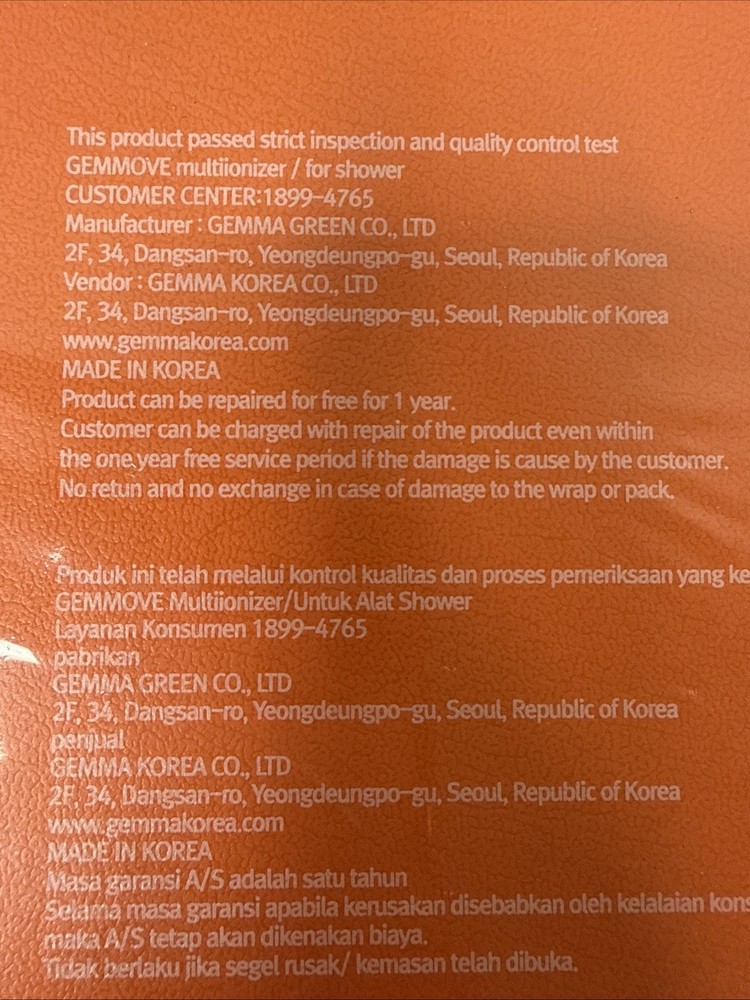 This product passed strict inspection and quality control test
GEMMOVE multiionizer / for shower
CUSTOMER CENTER:1899-4765
Manufacturer : GEMMA GREEN CO., LTD
2F, 34, Dangsan-ro, Yeongdeungpo-gu, Seoul, Republic of Korea
Vendor : GEMMA KOREA CO., LTD
2F, 34, Dangsan-ro, Yeongdeungpo-gu, Seoul, Republic of Korea
www.gemmakorea.com
MADE IN KOREA
Product can be repaired for free for 1 year.
Customer can be charged with repair of the product even within
the one year free service period if the damage is cause by the customer.
No retun and no exchange in case of damage to the wrap or pack.
Produk ini telah melalui kontrol kualitas dan proses pemeriksaan yang ke
GEMMOVE Multiionizer/Untuk Alat Shower
Layanan Konsumen 1899-4765
pabrikan
GEMMA GREEN CO., LTD
2F, 34, Dangsan-ro, Yeongdeungpo-gu, Seoul, Republic of Korea
penjual
GEMMA KOREA CO., LTD
2F, 34, Dangsan-ro, Yeongdeungpo-gu, Seoul, Republic of Korea
www.gemmakorea.com
MADE IN KOREA
Masa garansi A/S adalah satu tahun
Selama masa garansi apabila kerusakan disebabkan oleh kelalaian kons
maka A/S tetap akan dikenakan biaya.
Tidak berlaku jika segel rusak/ kemasan telah dibuka.